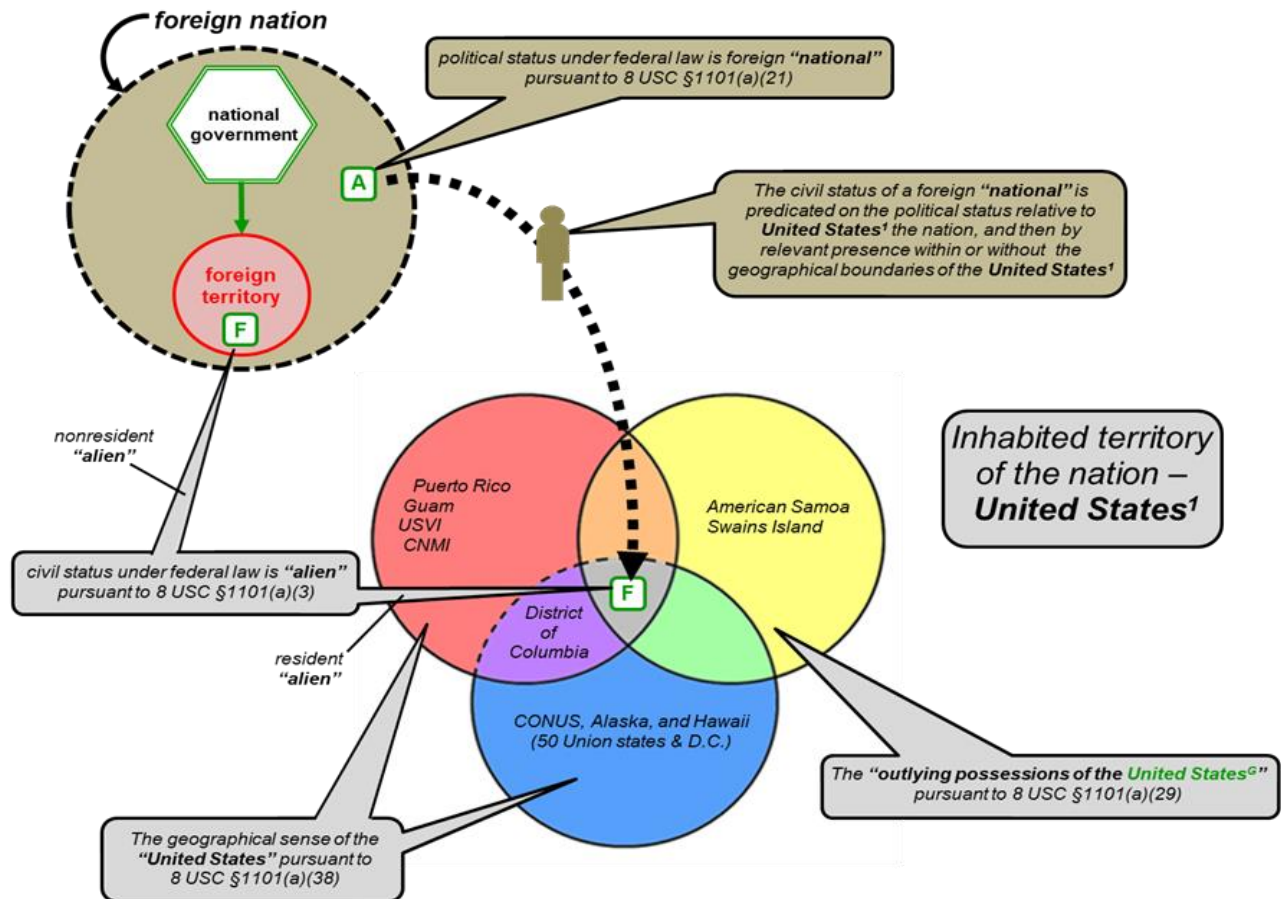 foreign nation
political status under federal law is foreign “national”
pursuant to 8 USC §1101(a)(21)
national
government
A
The civil status of a foreign “national” is
predicated on the political status relative to
United States¹ the nation, and then by
relevant presence within or without the
geographical boundaries of the United States¹
foreign
territory
F
nonresident
“alien”
Puerto Rico
Guam
USVI
CNMI
American Samoa
Swains Island
Inhabited territory
of the nation –
United States¹
civil status under federal law is “alien”
pursuant to 8 USC §1101(a)(3)
F
District
of
Columbia
resident
“alien”
CONUS, Alaska, and Hawaii
(50 Union states & D.C.)
The “outlying possessions of the United Statesᴳ”
pursuant to 8 USC §1101(a)(29)
The geographical sense of the
“United States” pursuant to
8 USC §1101(a)(38)